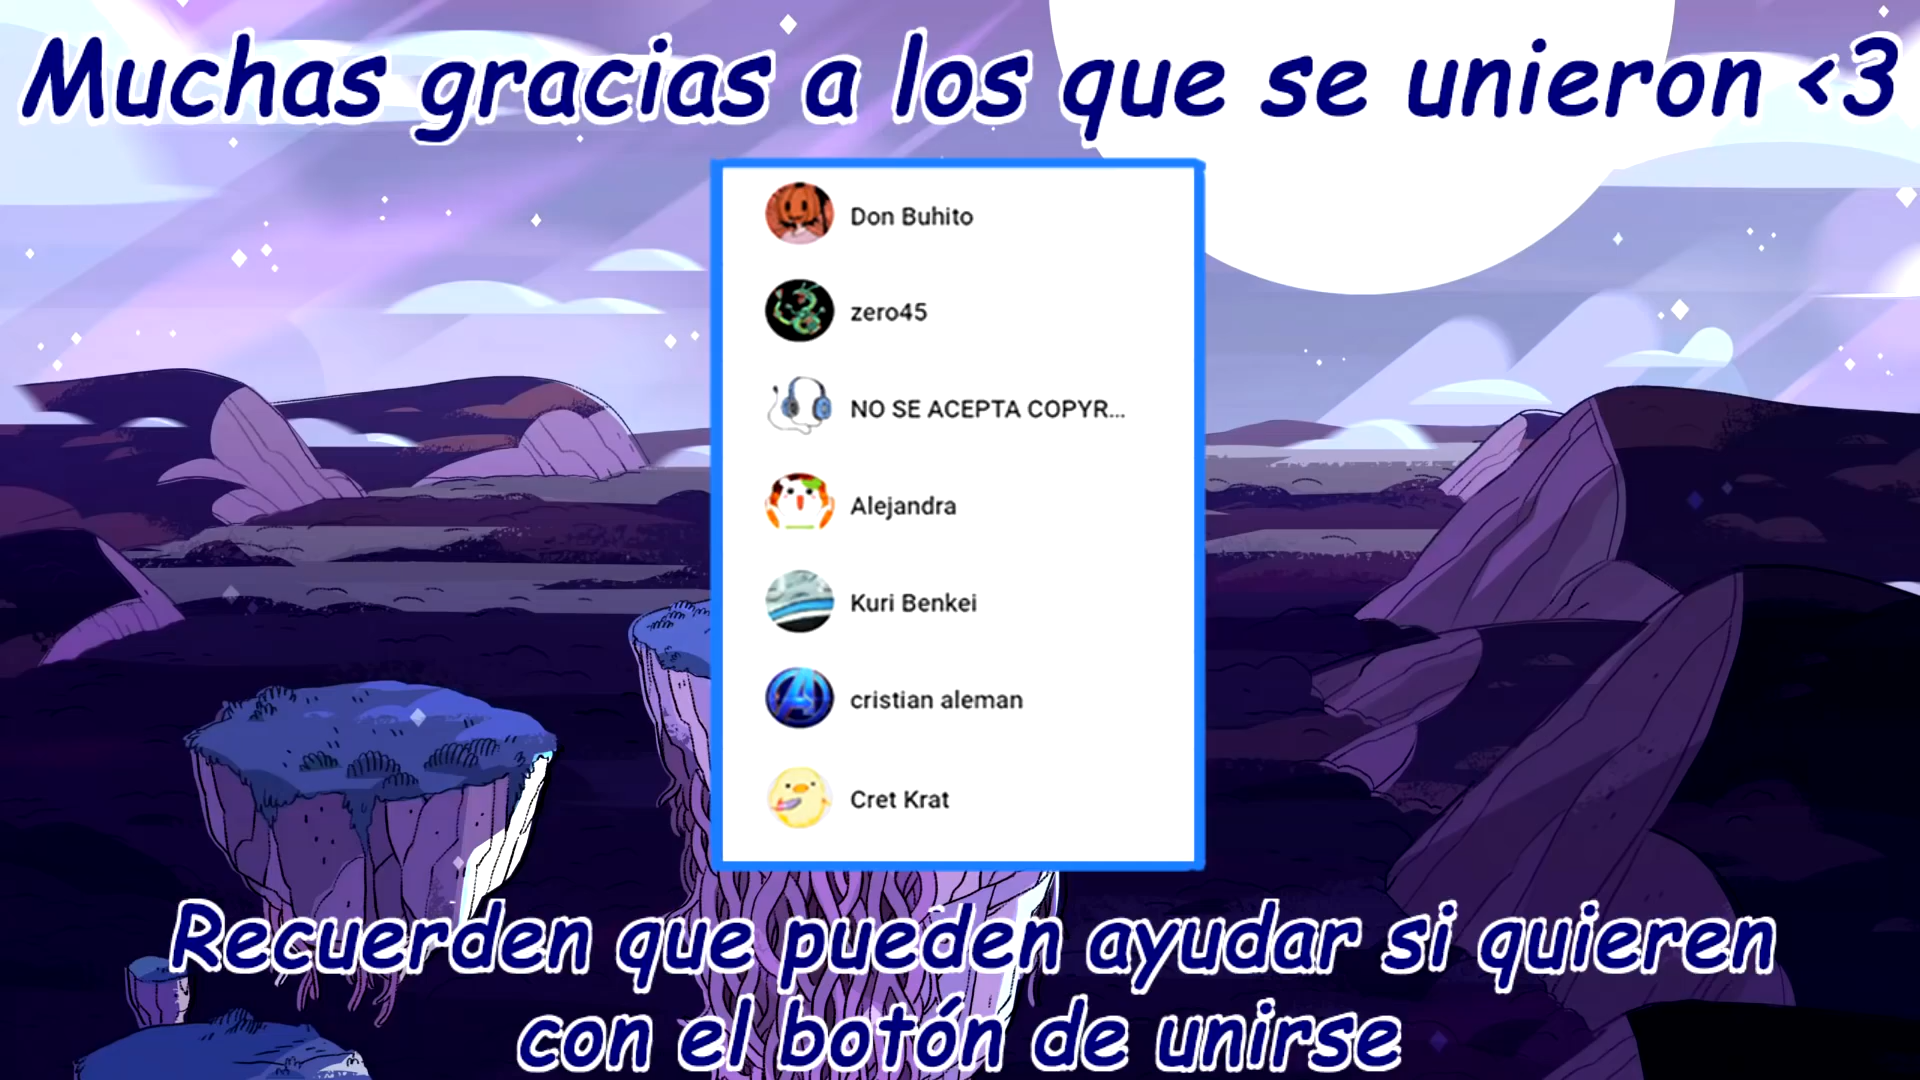 Muchas gracias a los que se unieron <3
Don Buhito
zero45
NO SE ACEPTA COPYR...
Alejandra
Kuri Benkei
cristian aleman
Cret Krat
Recuerden que pueden ayudar si quieren
con el botón de unirse